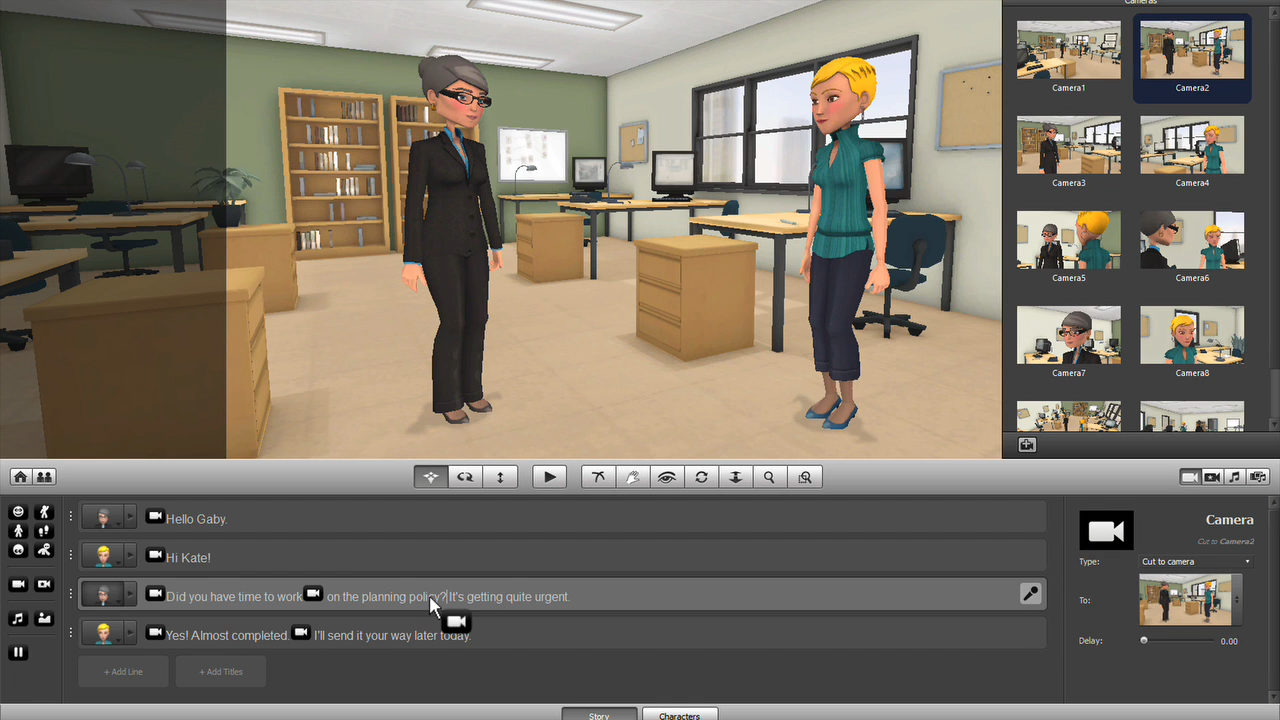 Cameras
Camera1
Camera2
Camera3
Camera4
Camera5
Camera6
Camera7
Camera8
Hello Gaby.
Hi Kate!
Did you have time to work on the planning policy? It's getting quite urgent.
Yes! Almost completed. I'll send it your way later today.
+ Add Line
+ Add Titles
Camera
Cut to Camera2
Type:
Cut to camera
To:
Delay:
0.00
Story
Characters